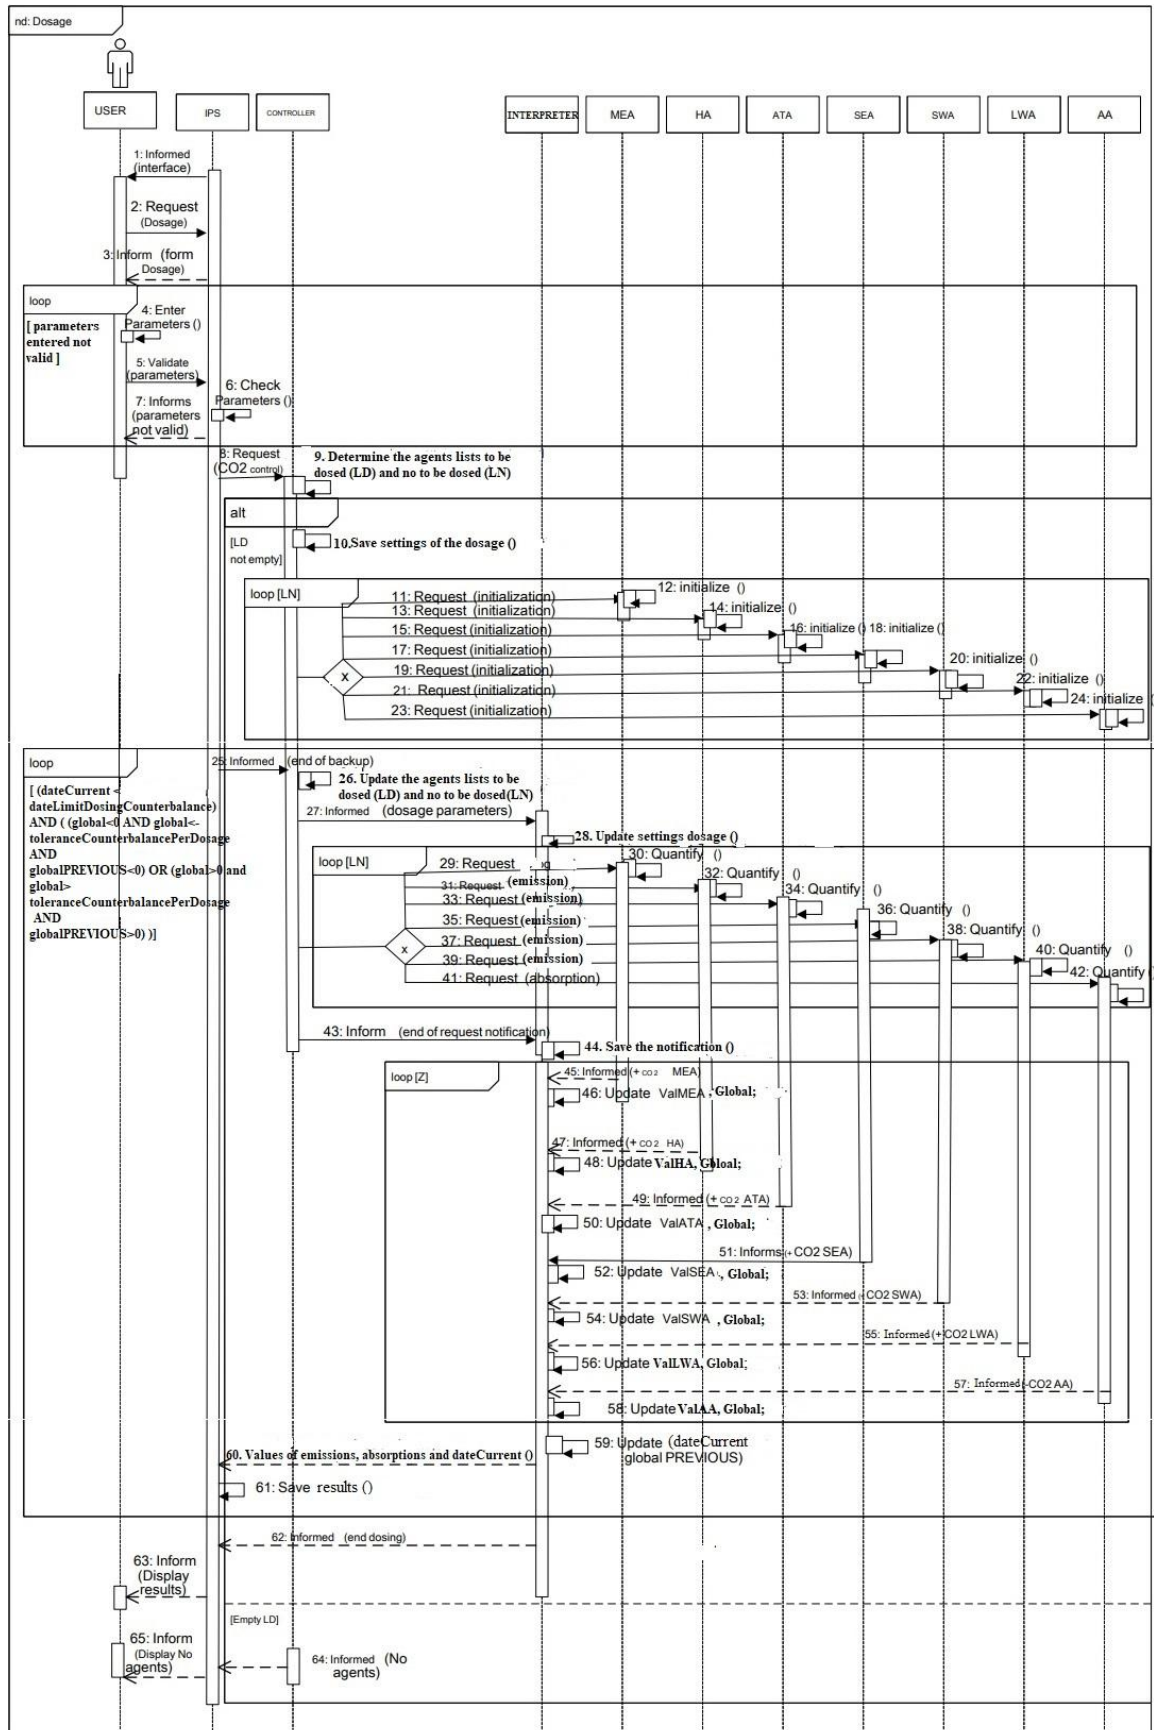 nd: Dosage
USER
IPS
CONTROLLER
INTERPRETER
MEA
HA
ATA
SEA
SWA
LWA
AA
1: Informed
(interface)
2: Request
(Dosage)
3: Inform (form
Dosage)
loop
[ parameters
entered not
valid ]
4: Enter
Parameters ()
5: Validate
(parameters)
6: Check
Parameters ()
7: Informs
(parameters
not valid)
8: Request
(CO2 control)
9. Determine the agents lists to be
dosed (LD) and no to be dosed (LN)
alt
[LD
not empty]
10.Save settings of the dosage ()
loop [LN]
11: Request (initialization)
12: initialize ()
13: Request (initialization)
14: initialize ()
15: Request (initialization)
16: initialize () 18: initialize ()
17: Request (initialization)
19: Request (initialization)
20: initialize ()
X
21: Request (initialization)
22: initialize ()
23: Request (initialization)
24: initialize ()
loop
25: Informed (end of backup)
[ (dateCurrent <
dateLimitDosingCounterbalance)
AND ( (global<0 AND global<-
toleranceCounterbalancePerDosage
AND
globalPREVIOUS<0) OR (global>0 and
global>
toleranceCounterbalancePerDosage
AND
globalPREVIOUS>0) )]
26. Update the agents lists to be
dosed (LD) and no to be dosed(LN)
27: Informed (dosage parameters)
28. Update settings dosage ()
loop [LN]
29: Request
30: Quantify ()
31: Request (emission)
32: Quantify ()
33: Request (emission)
34: Quantify ()
35: Request (emission)
36: Quantify ()
37: Request (emission)
38: Quantify ()
x
39: Request (emission)
40: Quantify ()
41: Request (absorption)
42: Quantify ()
43: Inform (end of request notification)
44. Save the notification ()
loop [Z]
45: Informed (+ CO2 MEA)
46: Update ValMEA , Global;
47: Informed (+ CO2 HA)
48: Update ValHA, Gbloal;
49: Informed (+ CO2 ATA)
50: Update ValATA , Global;
51: Informs (+ CO2 SEA)
52: Update ValSEA , Global;
53: Informed (+ CO2 SWA)
54: Update ValSWA , Global;
55: Informed (+ CO2 LWA)
56: Update ValLWA, Global;
57: Informed (-CO2 AA)
58: Update ValAA, Global;
59: Update (dateCurrent
global PREVIOUS)
60. Values of emissions, absorptions and dateCurrent ()
61: Save results ()
62: Informed (end dosing)
63: Inform
(Display
results)
[Empty LD]
64: Informed (No
agents)
65: Inform
(Display No
agents)